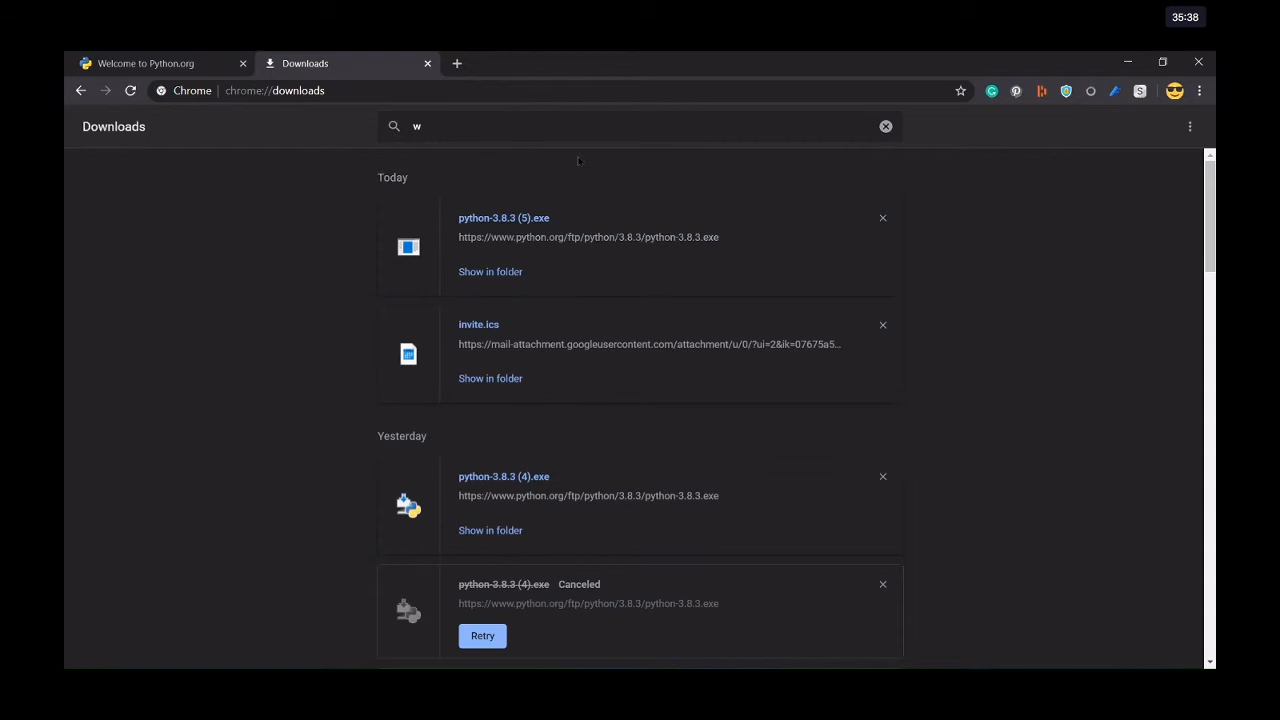 35:38
Welcome to Python.org
Downloads
Chrome
chrome://downloads
Downloads
w
Today
python-3.8.3 (5).exe
https://www.python.org/ftp/python/3.8.3/python-3.8.3.exe
Show in folder
invite.ics
https://mail-attachment.googleusercontent.com/attachment/u/0/?ui=2&ik=07675a5...
Show in folder
Yesterday
python-3.8.3 (4).exe
https://www.python.org/ftp/python/3.8.3/python-3.8.3.exe
Show in folder
python-3.8.3 (4).exe Canceled
https://www.python.org/ftp/python/3.8.3/python-3.8.3.exe
Retry